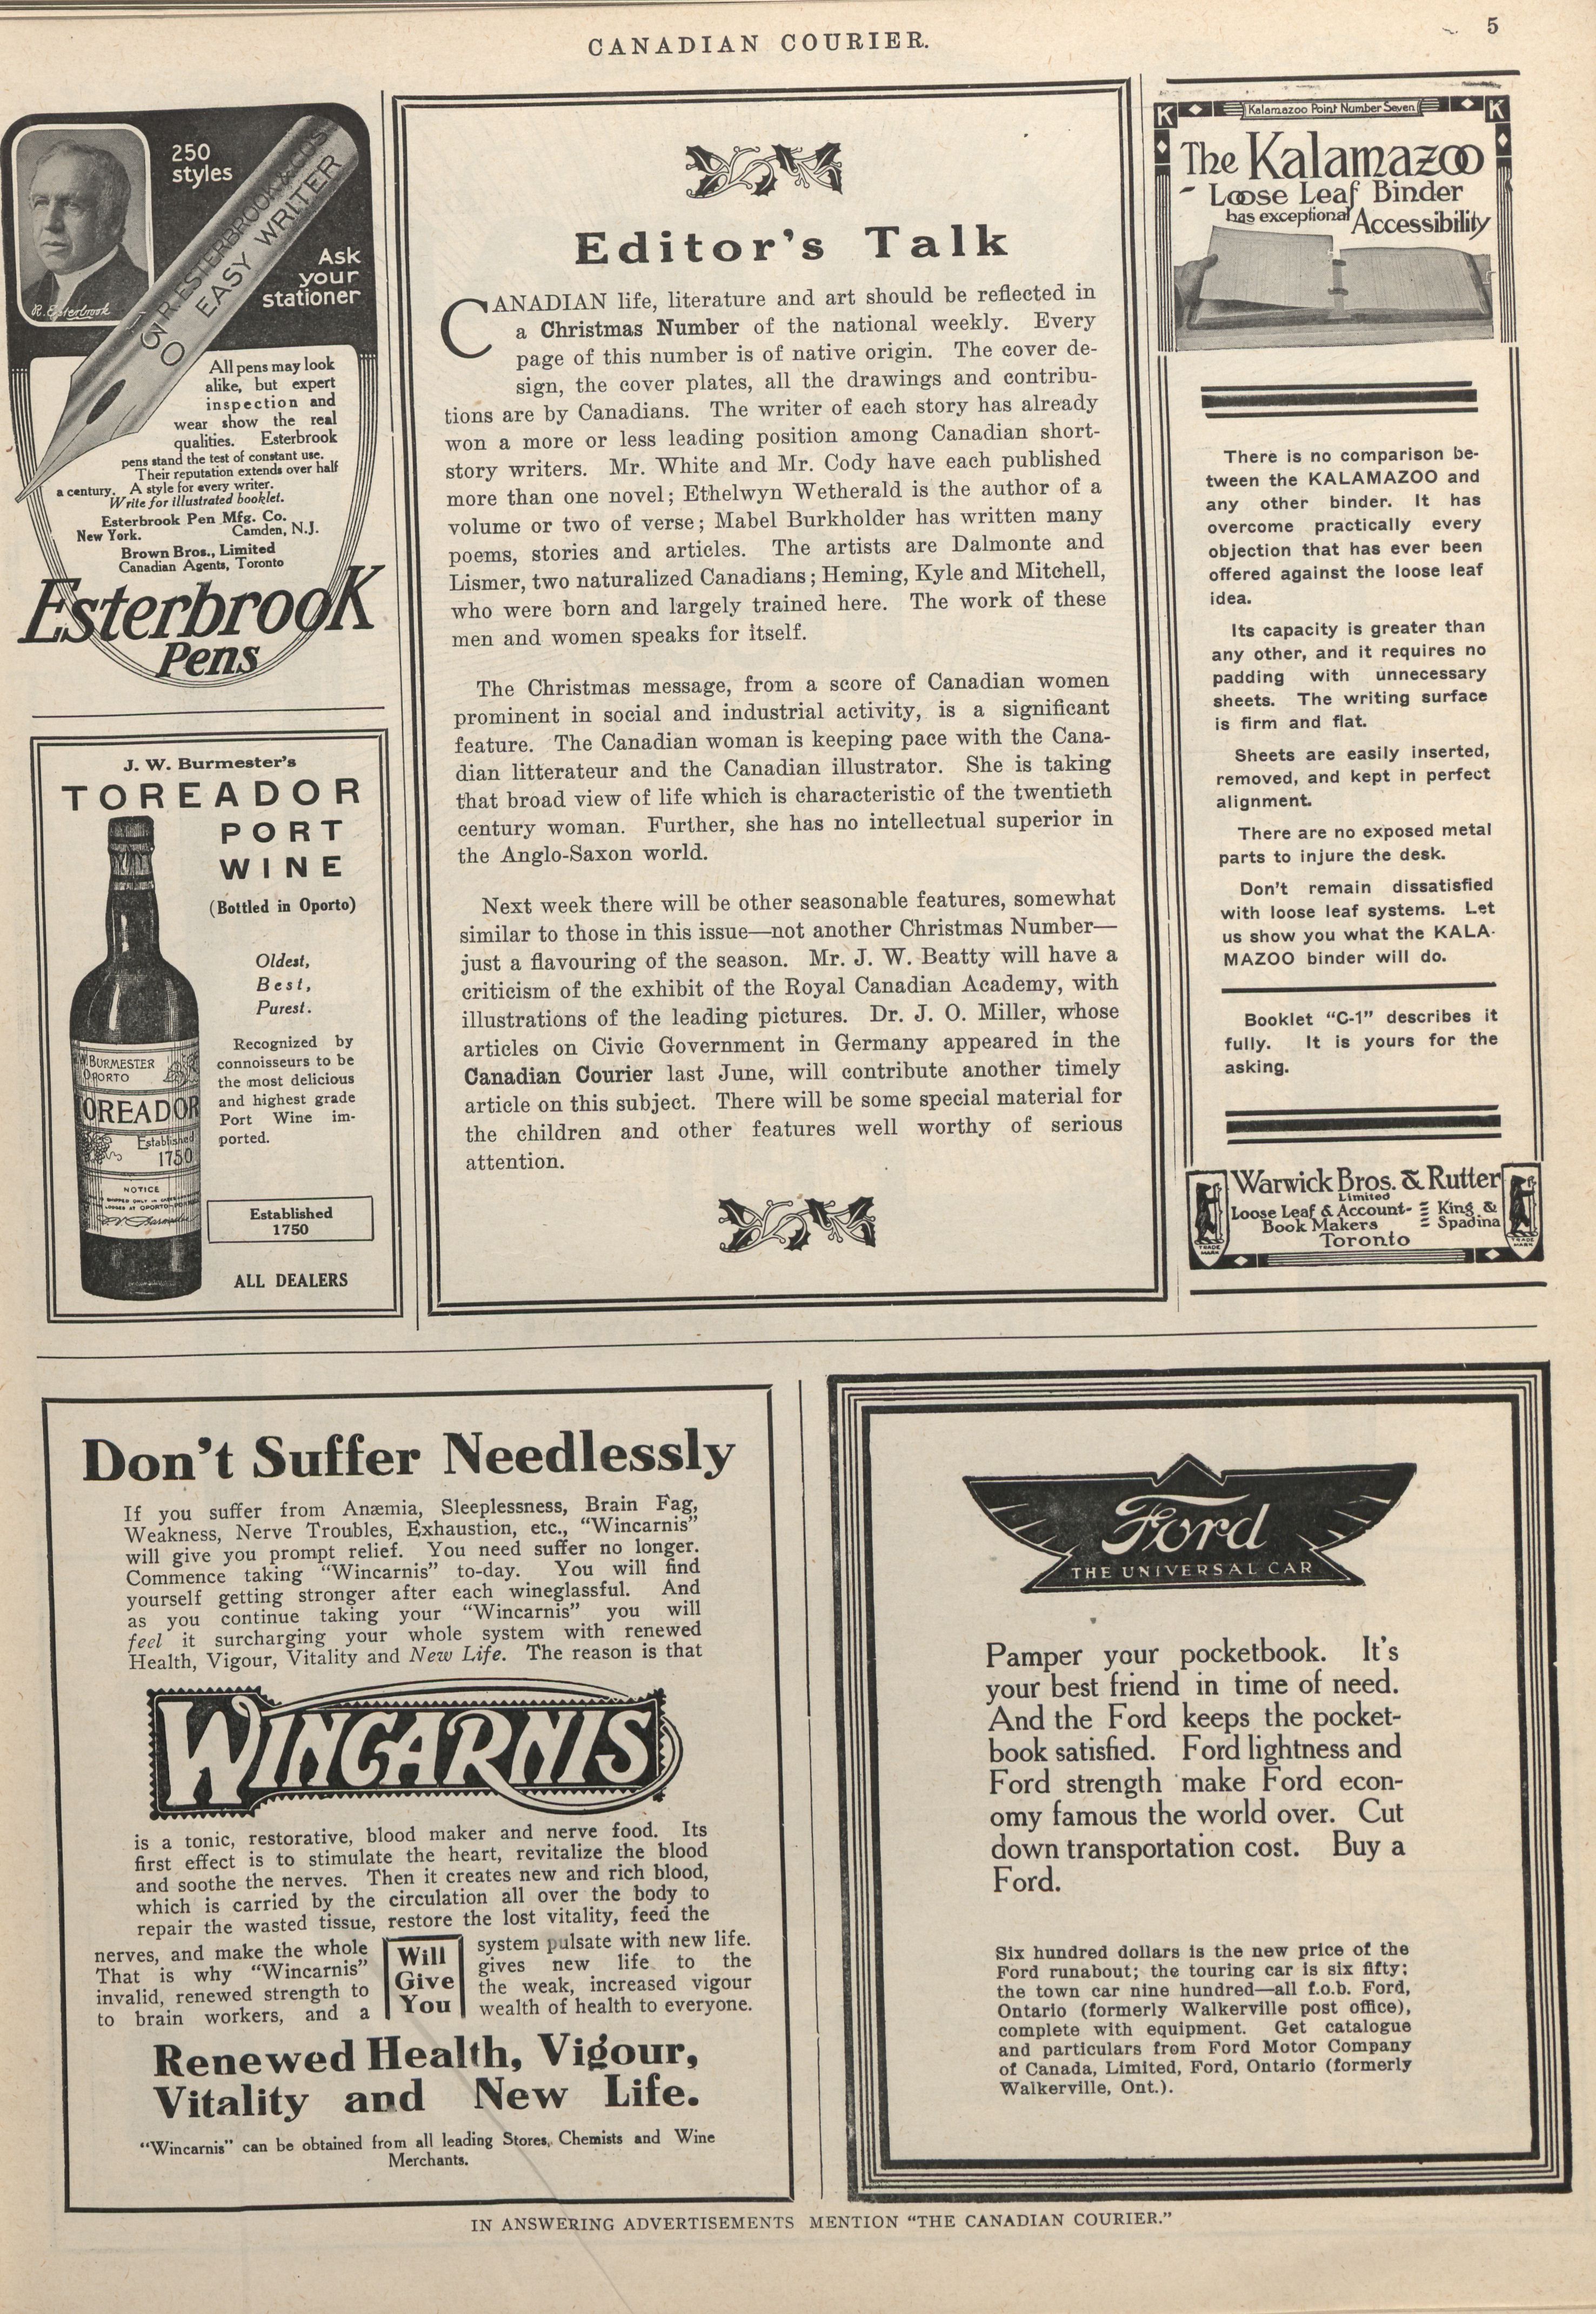 CANADIAN COURIER.
5
250
styles
R. ESTERBROOK & CO'S
EASY WRITER
30
Ask
your
stationer
R. Esterbrook
All pens may look
alike, but expert
inspection and
wear show the real
qualities. Esterbrook
pens stand the test of constant use.
Their reputation extends over half
a century. A style for every writer.
Write for illustrated booklet.
Esterbrook Pen Mfg. Co.
New York. Camden, N.J.
Brown Bros., Limited
Canadian Agents, Toronto
Esterbrook
Pens
J. W. Burmester's
TOREADOR
PORT
WINE
(Bottled in Oporto)
Oldest,
Best,
Purest.
Recognized by
connoisseurs to be
the most delicious
and highest grade
Port Wine im-
ported.
BURMESTER
OPORTO
OREADOR
Established
1750
NOTICE
Established
1750
ALL DEALERS
Editor's Talk
CANADIAN life, literature and art should be reflected in
a Christmas Number of the national weekly. Every
page of this number is of native origin. The cover de-
sign, the cover plates, all the drawings and contribu-
tions are by Canadians. The writer of each story has already
won a more or less leading position among Canadian short-
story writers. Mr. White and Mr. Cody have each published
more than one novel; Ethelwyn Wetherald is the author of a
volume or two of verse; Mabel Burkholder has written many
poems, stories and articles. The artists are Dalmonte and
Lismer, two naturalized Canadians; Heming, Kyle and Mitchell,
who were born and largely trained here. The work of these
men and women speaks for itself.
The Christmas message, from a score of Canadian women
prominent in social and industrial activity, is a significant
feature. The Canadian woman is keeping pace with the Cana-
dian litterateur and the Canadian illustrator. She is taking
that broad view of life which is characteristic of the twentieth
century woman. Further, she has no intellectual superior in
the Anglo-Saxon world.
Next week there will be other seasonable features, somewhat
similar to those in this issue—not another Christmas Number—
just a flavouring of the season. Mr. J. W. Beatty will have a
criticism of the exhibit of the Royal Canadian Academy, with
illustrations of the leading pictures. Dr. J. O. Miller, whose
articles on Civic Government in Germany appeared in the
Canadian Courier last June, will contribute another timely
article on this subject. There will be some special material for
the children and other features well worthy of serious
attention.
K Kalamazoo Point Number Seven K
The Kalamazoo
Loose Leaf Binder
has exceptional Accessibility
There is no comparison be-
tween the KALAMAZOO and
any other binder. It has
overcome practically every
objection that has ever been
offered against the loose leaf
idea.
Its capacity is greater than
any other, and it requires no
padding with unnecessary
sheets. The writing surface
is firm and flat.
Sheets are easily inserted,
removed, and kept in perfect
alignment.
There are no exposed metal
parts to injure the desk.
Don't remain dissatisfied
with loose leaf systems. Let
us show you what the KALA-
MAZOO binder will do.
Booklet "C-1" describes it
fully. It is yours for the
asking.
Warwick Bros. & Rutter
Limited
Loose Leaf & Account- King &
Book Makers Spadina
Toronto
TRADE MARK
TRADE MARK
Don't Suffer Needlessly
If you suffer from Anæmia, Sleeplessness, Brain Fag,
Weakness, Nerve Troubles, Exhaustion, etc., "Wincarnis"
will give you prompt relief. You need suffer no longer.
Commence taking "Wincarnis" to-day. You will find
yourself getting stronger after each wineglassful. And
as you continue taking your "Wincarnis" you will
feel it surcharging your whole system with renewed
Health, Vigour, Vitality and New Life. The reason is that
WINCARNIS
is a tonic, restorative, blood maker and nerve food. Its
first effect is to stimulate the heart, revitalize the blood
and soothe the nerves. Then it creates new and rich blood,
which is carried by the circulation all over the body to
repair the wasted tissue, restore the lost vitality, feed the
nerves, and make the whole system pulsate with new life.
That is why "Wincarnis" gives new life to the
invalid, renewed strength to the weak, increased vigour
to brain workers, and a wealth of health to everyone.
Will
Give
You
Renewed Health, Vigour,
Vitality and New Life.
"Wincarnis" can be obtained from all leading Stores, Chemists and Wine
Merchants.
Ford
THE UNIVERSAL CAR
Pamper your pocketbook. It's
your best friend in time of need.
And the Ford keeps the pocket-
book satisfied. Ford lightness and
Ford strength make Ford econ-
omy famous the world over. Cut
down transportation cost. Buy a
Ford.
Six hundred dollars is the new price of the
Ford runabout; the touring car is six fifty;
the town car nine hundred—all f.o.b. Ford,
Ontario (formerly Walkerville post office),
complete with equipment. Get catalogue
and particulars from Ford Motor Company
of Canada, Limited, Ford, Ontario (formerly
Walkerville, Ont.).
IN ANSWERING ADVERTISEMENTS MENTION "THE CANADIAN COURIER."